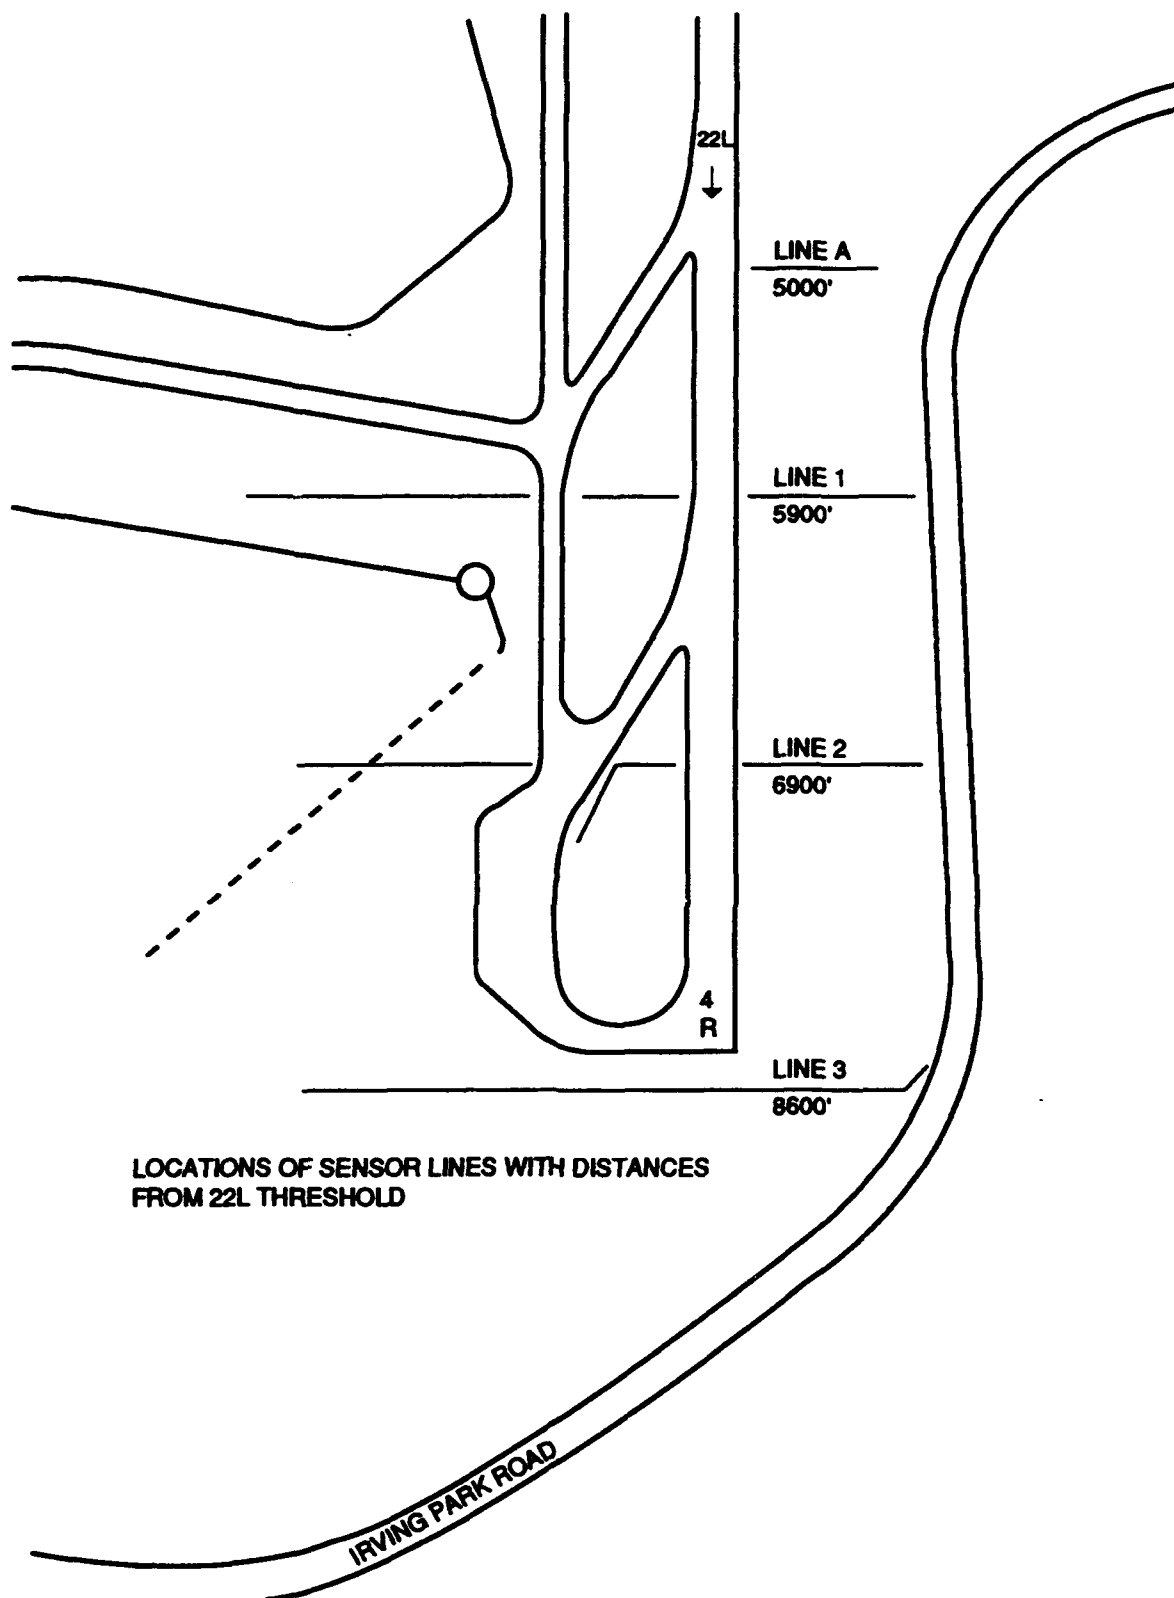 22L
LINE A
5000'
LINE 1
5900'
LINE 2
6900'
4
R
LINE 3
8600'
LOCATIONS OF SENSOR LINES WITH DISTANCES
FROM 22L THRESHOLD
IRVING PARK ROAD